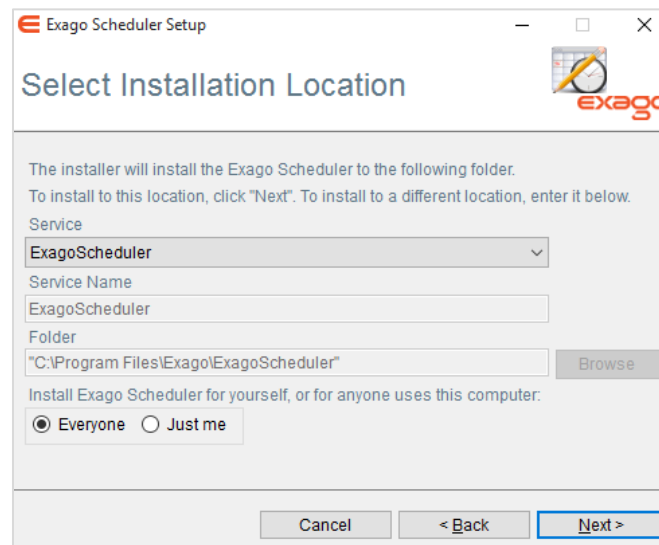 Exago Scheduler Setup
Select Installation Location
exago
The installer will install the Exago Scheduler to the following folder.
To install to this location, click "Next". To install to a different location, enter it below.
Service
ExagoScheduler
Service Name
ExagoScheduler
Folder
"C:\Program Files\Exago\ExagoScheduler"
Browse
Install Exago Scheduler for yourself, or for anyone uses this computer:
Everyone Just me
Cancel < Back Next >